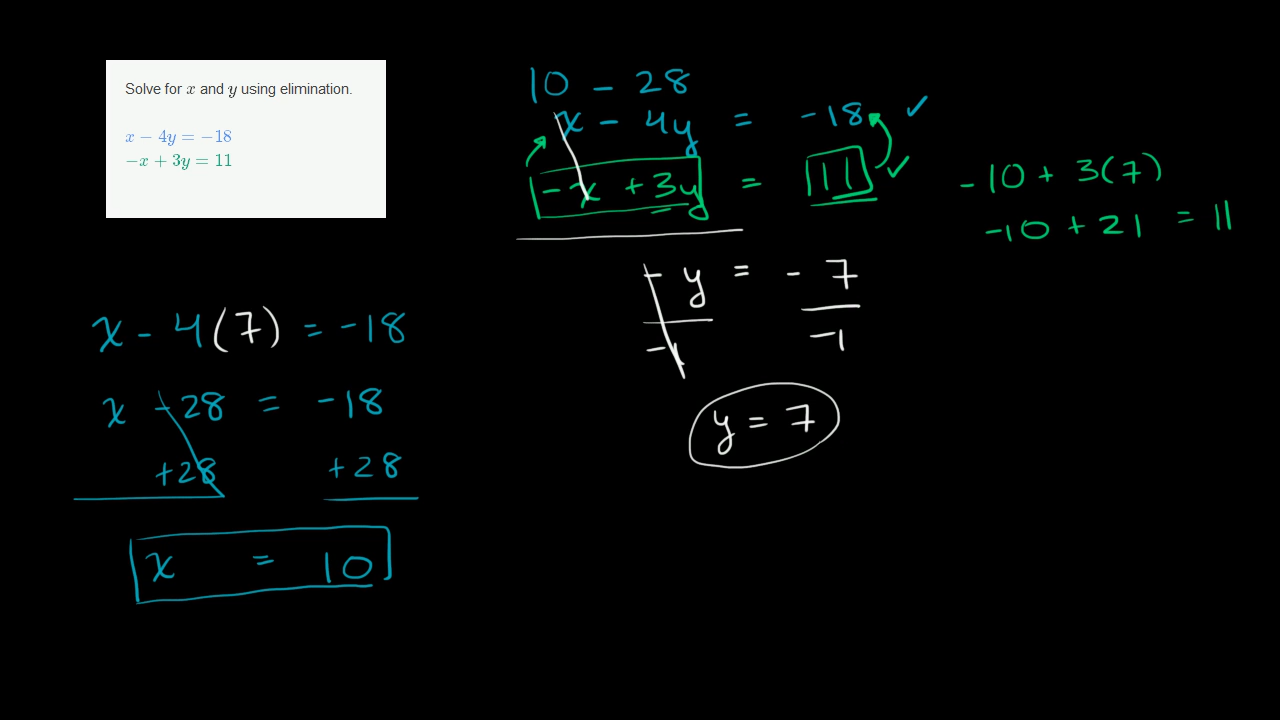 Solve for x and y using elimination.
x − 4y = −18
−x + 3y = 11
10 - 28
x - 4y = -18 ✓
-x + 3y = 11 ✓
-10 + 3(7)
-10 + 21 = 11
-y = -7
-1 -1
y = 7
x - 4(7) = -18
x - 28 = -18
+28 +28
x = 10